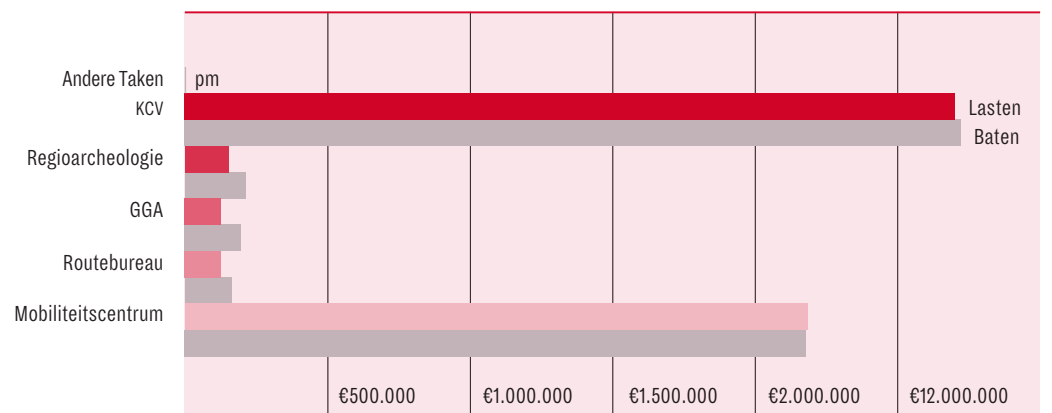 Andere Taken pm
KCV Lasten
Baten
Regioarcheologie
GGA
Routebureau
Mobiliteitscentrum
€500.000 €1.000.000 €1.500.000 €2.000.000 €12.000.000